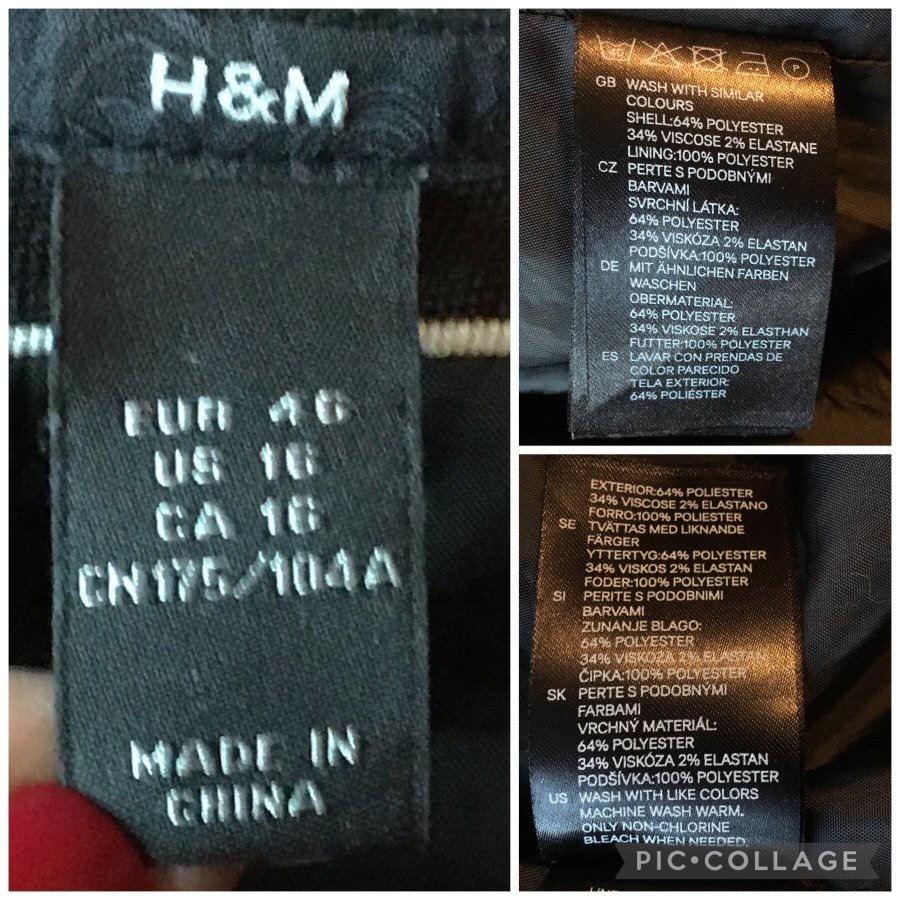 H&M
EUR 46
US 16
CA 16
CN175/104A
MADE IN
CHINA
40
P
GB WASH WITH SIMILAR
COLOURS
SHELL:64% POLYESTER
34% VISCOSE 2% ELASTANE
LINING:100% POLYESTER
CZ PERTE S PODOBNÝMI
BARVAMI
SVRCHNÍ LÁTKA:
64% POLYESTER
34% VISKÓZA 2% ELASTAN
PODŠÍVKA:100% POLYESTER
DE MIT ÄHNLICHEN FARBEN
WASCHEN
OBERMATERIAL:
64% POLYESTER
34% VISKOSE 2% ELASTHAN
FUTTER:100% POLYESTER
ES LAVAR CON PRENDAS DE
COLOR PARECIDO
TELA EXTERIOR:
64% POLIÉSTER
EXTERIOR:64% POLIESTER
34% VISCOSE 2% ELASTANO
FORRO:100% POLIESTER
SE TVÄTTAS MED LIKNANDE
FÄRGER
YTTERTYG:64% POLYESTER
34% VISKOS 2% ELASTAN
FODER:100% POLYESTER
SI PERITE S PODOBNIMI
BARVAMI
ZUNANJE BLAGO:
64% POLYESTER
34% VISKOZA 2% ELASTAN
ČIPKA:100% POLYESTER
SK PERTE S PODOBNÝMI
FARBAMI
VRCHNÝ MATERIÁL:
64% POLYESTER
34% VISKÓZA 2% ELASTAN
PODŠÍVKA:100% POLYESTER
US WASH WITH LIKE COLORS
MACHINE WASH WARM.
ONLY NON-CHLORINE
BLEACH WHEN NEEDED.
PIC•COLLAGE